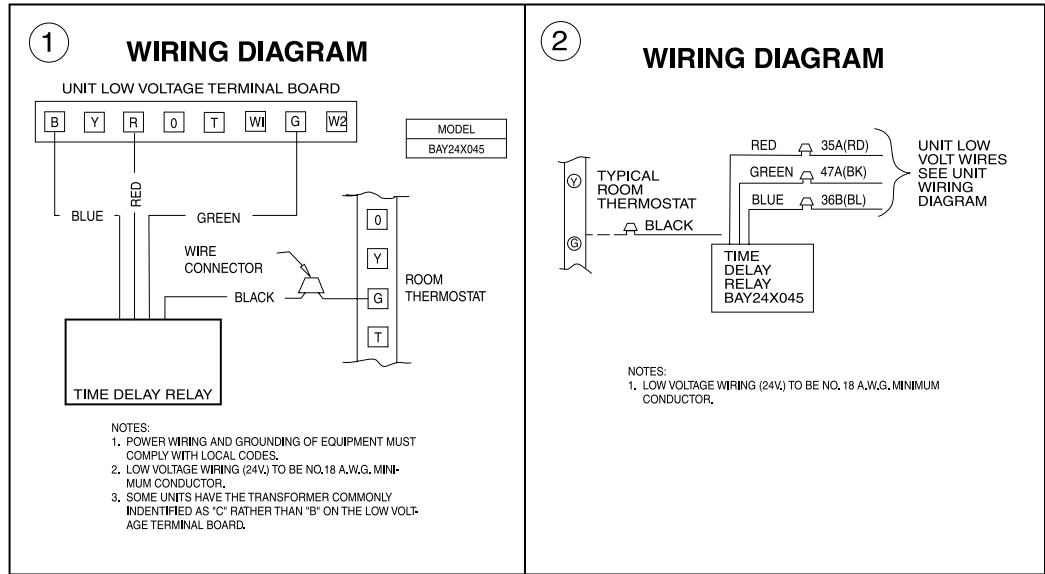 1
WIRING DIAGRAM
UNIT LOW VOLTAGE TERMINAL BOARD
B Y R 0 T W1 G W2
MODEL
BAY24X045
RED
BLUE
GREEN
WIRE
CONNECTOR
BLACK
0
Y
G
T
ROOM
THERMOSTAT
TIME DELAY RELAY
NOTES:
1. POWER WIRING AND GROUNDING OF EQUIPMENT MUST
COMPLY WITH LOCAL CODES.
2. LOW VOLTAGE WIRING (24V.) TO BE NO.18 A.W.G. MINI-
MUM CONDUCTOR.
3. SOME UNITS HAVE THE TRANSFORMER COMMONLY
INDENTIFIED AS "C" RATHER THAN "B" ON THE LOW VOLT-
AGE TERMINAL BOARD.
2
WIRING DIAGRAM
Y
G
TYPICAL
ROOM
THERMOSTAT
BLACK
RED 35A(RD)
GREEN 47A(BK)
BLUE 36B(BL)
UNIT LOW
VOLT WIRES
SEE UNIT
WIRING
DIAGRAM
TIME
DELAY
RELAY
BAY24X045
NOTES:
1. LOW VOLTAGE WIRING (24V.) TO BE NO. 18 A.W.G. MINIMUM
CONDUCTOR.